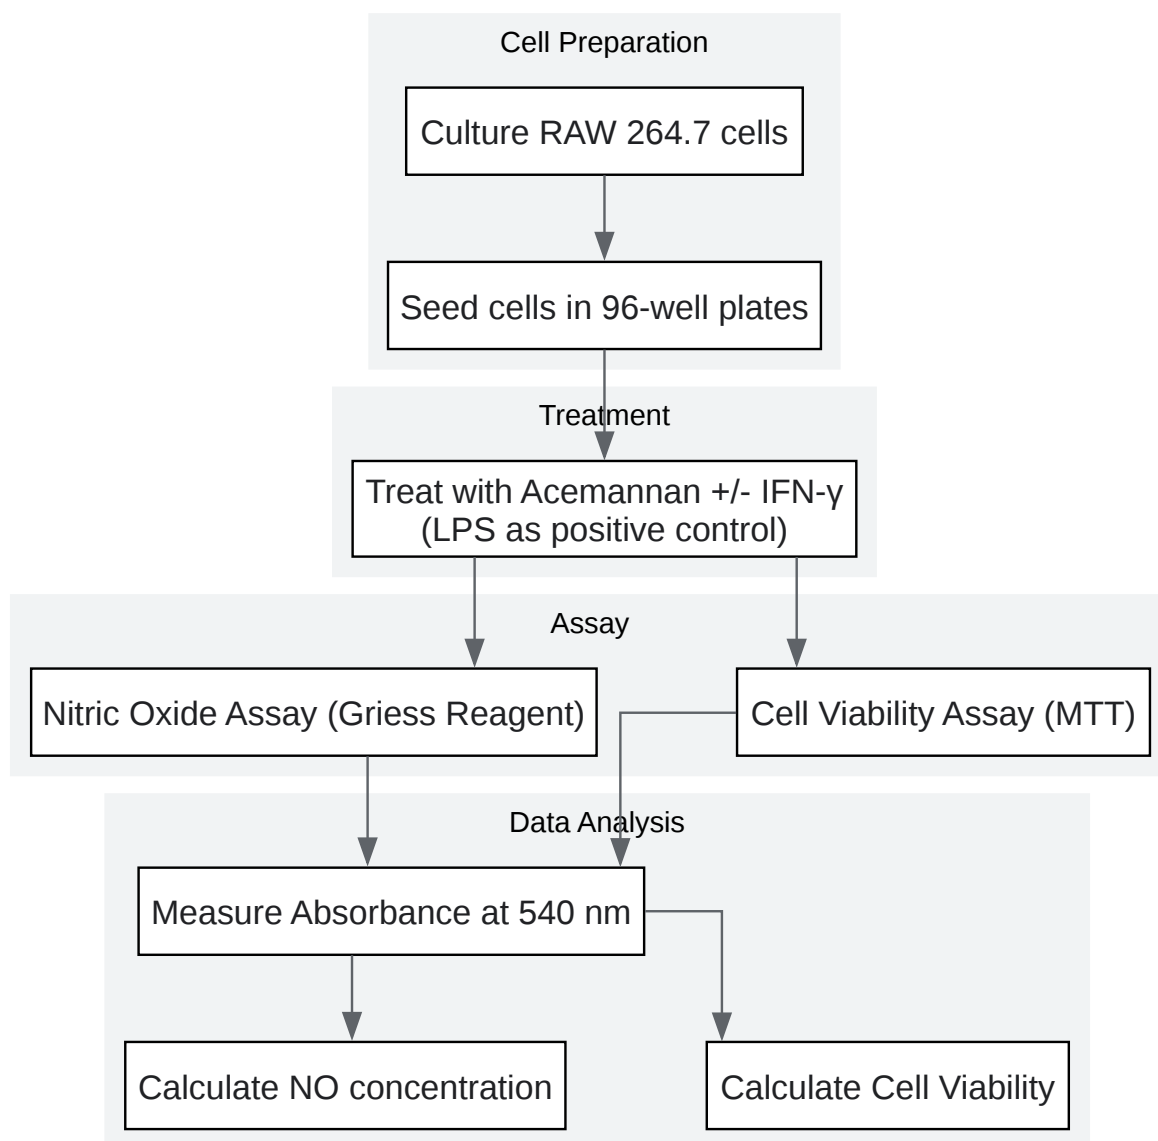 Cell Preparation
Culture RAW 264.7 cells
Seed cells in 96-well plates
Treatment
Treat with Acemannan +/- IFN-γ
(LPS as positive control)
Assay
Nitric Oxide Assay (Griess Reagent)
Cell Viability Assay (MTT)
Data Analysis
Measure Absorbance at 540 nm
Calculate NO concentration
Calculate Cell Viability